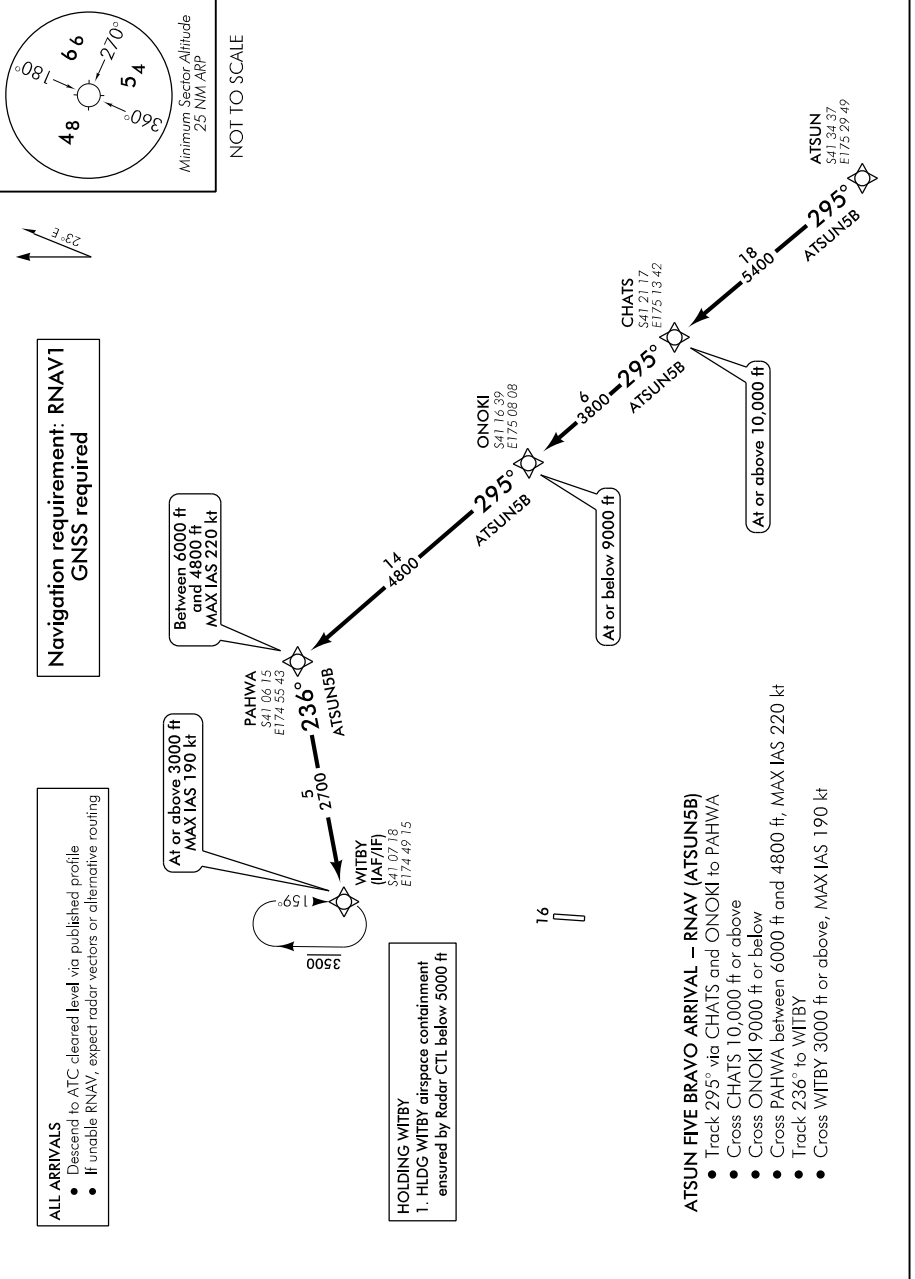 ALL ARRIVALS
• Descend to ATC cleared level via published profile
• If unable RNAV, expect radar vectors or alternative routing
Navigation requirement: RNAV1
GNSS required
23° E
180°
270°
360°
66
54
48
Minimum Sector Altitude
25 NM ARP
NOT TO SCALE
At or above 3000 ft
MAX IAS 190 kt
Between 6000 ft
and 4800 ft
MAX IAS 220 kt
PAHWA
S41 06 15
E174 55 43
236°
ATSUN5B
5
2700
WITBY
(IAF/IF)
S41 07 18
E174 49 15
159°
3500
14
4800
295°
ATSUN5B
ONOKI
S41 16 39
E175 08 08
At or below 9000 ft
6
3800
295°
ATSUN5B
CHATS
S41 21 17
E175 13 42
At or above 10,000 ft
18
5400
295°
ATSUN5B
ATSUN
S41 34 37
E175 29 49
HOLDING WITBY
1. HLDG WITBY airspace containment
ensured by Radar CTL below 5000 ft
16
ATSUN FIVE BRAVO ARRIVAL – RNAV (ATSUN5B)
• Track 295° via CHATS and ONOKI to PAHWA
• Cross CHATS 10,000 ft or above
• Cross ONOKI 9000 ft or below
• Cross PAHWA between 6000 ft and 4800 ft, MAX IAS 220 kt
• Track 236° to WITBY
• Cross WITBY 3000 ft or above, MAX IAS 190 kt